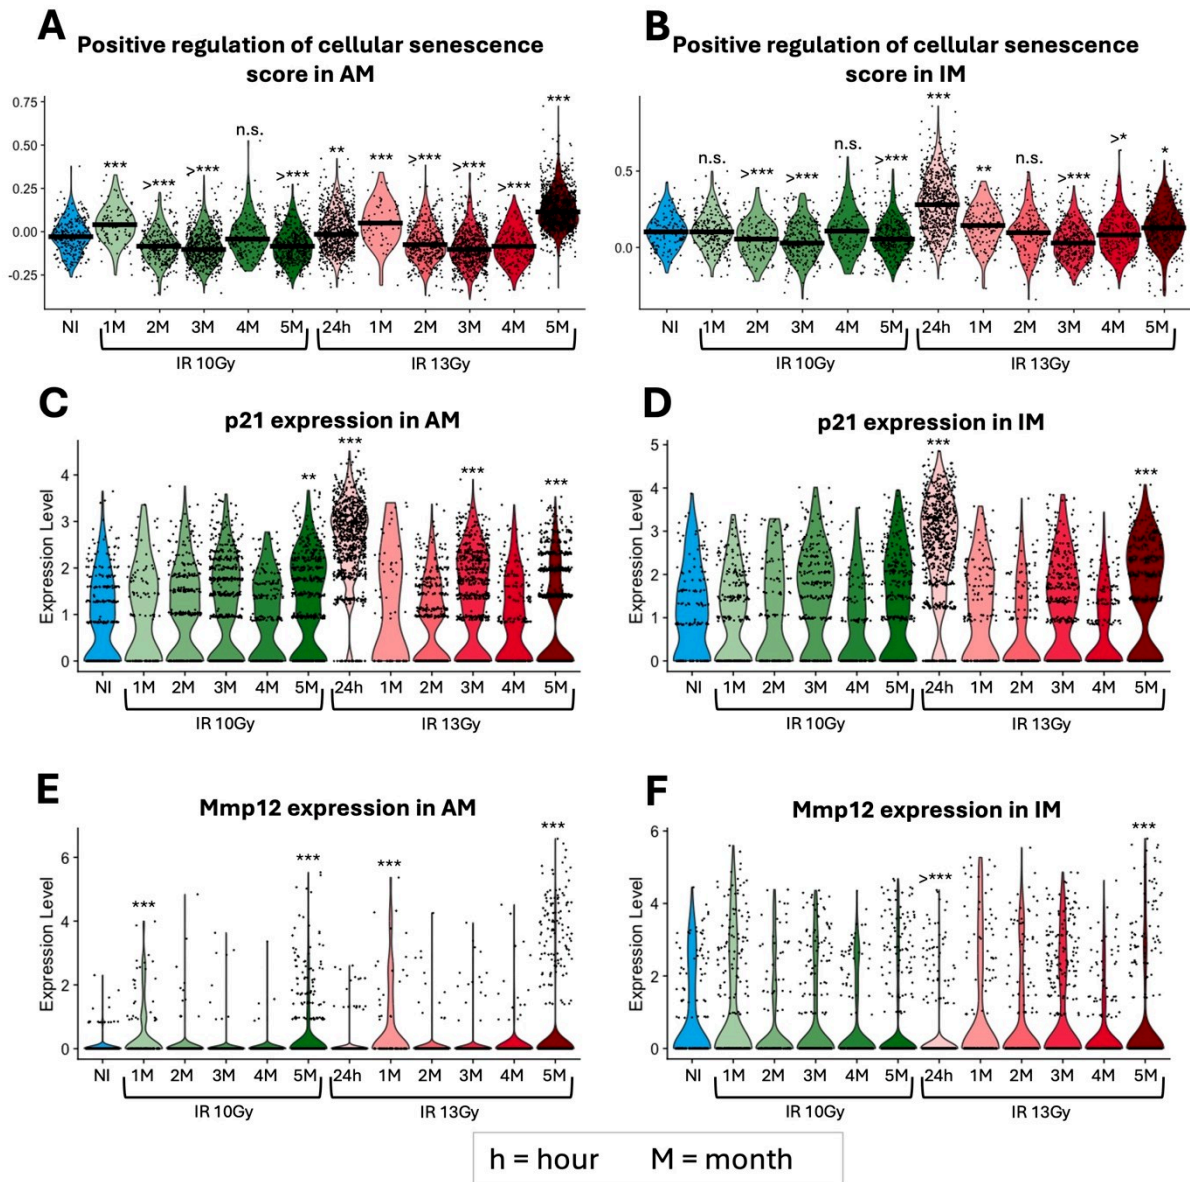 A
Positive regulation of cellular senescence
score in AM
0.75
0.50
0.25
0.00
-0.25
***
>***
>***
n.s.
>***
**
***
>***
>***
>***
***
NI 1M 2M 3M 4M 5M 24h 1M 2M 3M 4M 5M
IR 10Gy IR 13Gy
B
Positive regulation of cellular senescence
score in IM
0.5
0.0
n.s.
>***
>***
n.s.
>***
***
**
n.s.
>***
>*
*
NI 1M 2M 3M 4M 5M 24h 1M 2M 3M 4M 5M
IR 10Gy IR 13Gy
C
p21 expression in AM
Expression Level
4
3
2
1
0
**
***
***
***
NI 1M 2M 3M 4M 5M 24h 1M 2M 3M 4M 5M
IR 10Gy IR 13Gy
D
p21 expression in IM
Expression Level
5
4
3
2
1
0
***
***
NI 1M 2M 3M 4M 5M 24h 1M 2M 3M 4M 5M
IR 10Gy IR 13Gy
E
Mmp12 expression in AM
Expression Level
6
4
2
0
***
***
***
***
NI 1M 2M 3M 4M 5M 24h 1M 2M 3M 4M 5M
IR 10Gy IR 13Gy
F
Mmp12 expression in IM
Expression Level
6
4
2
0
>***
***
NI 1M 2M 3M 4M 5M 24h 1M 2M 3M 4M 5M
IR 10Gy IR 13Gy
h = hour M = month